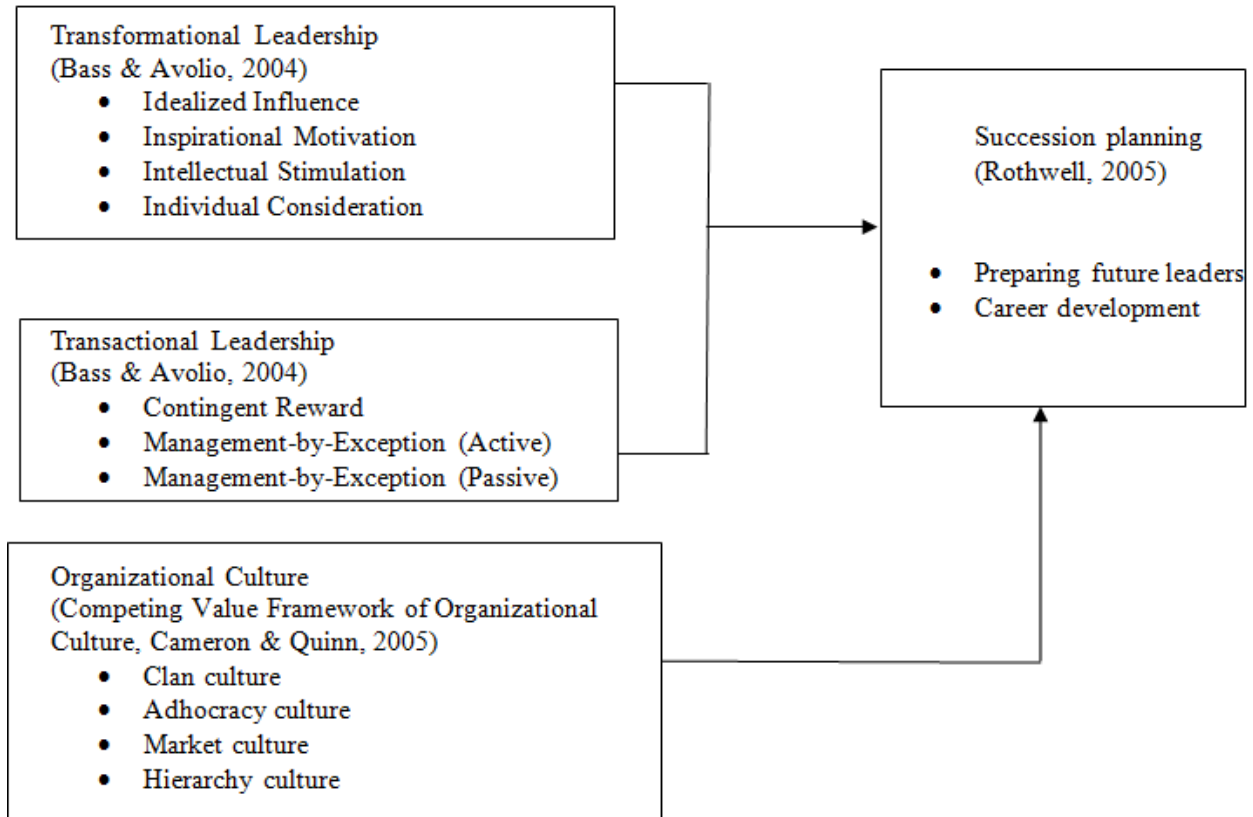 Transformational Leadership
(Bass & Avolio, 2004)
• Idealized Influence
• Inspirational Motivation
• Intellectual Stimulation
• Individual Consideration
Succession planning
(Rothwell, 2005)
• Preparing future leaders
• Career development
Transactional Leadership
(Bass & Avolio, 2004)
• Contingent Reward
• Management-by-Exception (Active)
• Management-by-Exception (Passive)
Organizational Culture
(Competing Value Framework of Organizational
Culture, Cameron & Quinn, 2005)
• Clan culture
• Adhocracy culture
• Market culture
• Hierarchy culture